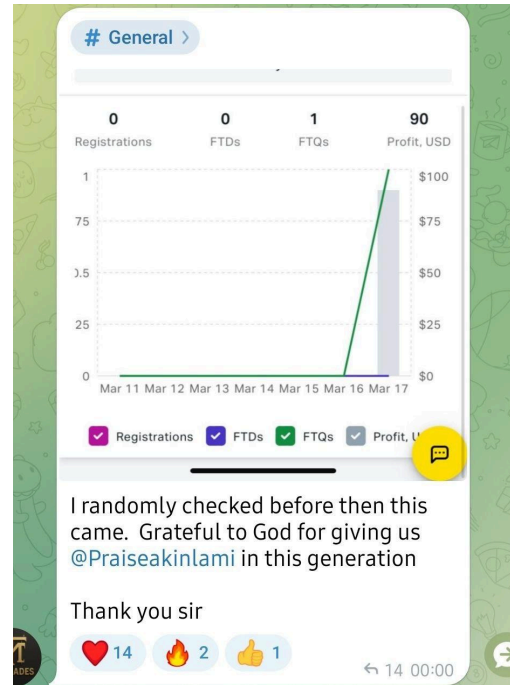 # General >
0 0 1 90
Registrations FTDs FTQs Profit, USD
1 $100
75 $75
0.5 $50
25 $25
0 $0
Mar 11 Mar 12 Mar 13 Mar 14 Mar 15 Mar 16 Mar 17
Registrations FTDs FTQs Profit, U
I randomly checked before then this
came. Grateful to God for giving us
@Praiseakinlami in this generation
Thank you sir
14 2 1
14 00:00
ADES